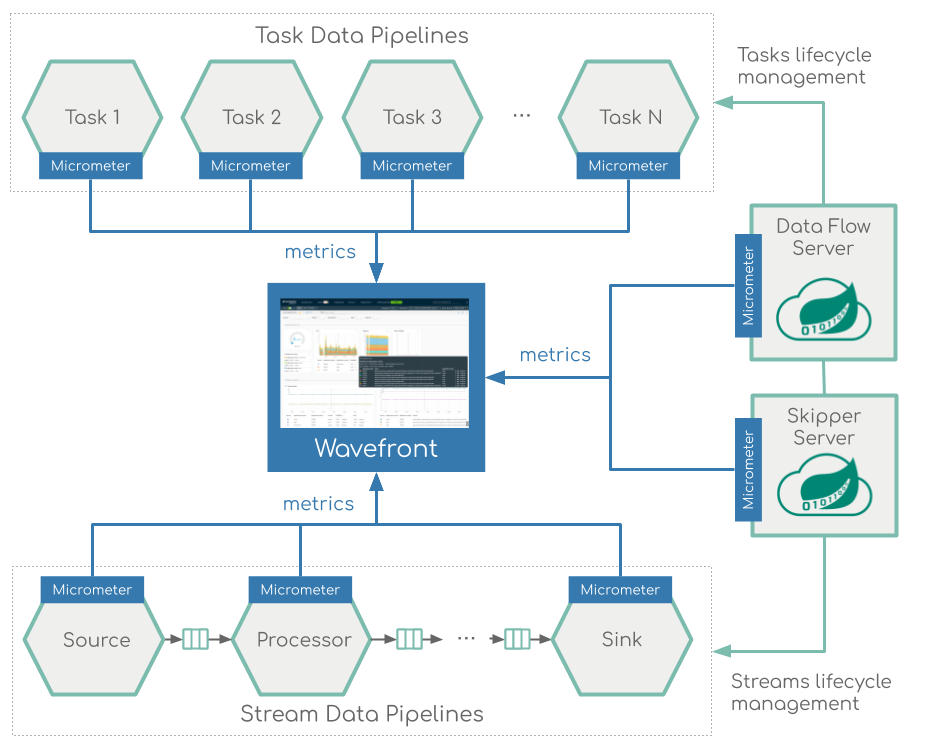 Task Data Pipelines
Task 1
Task 2
Task 3
...
Task N
Micrometer
Micrometer
Micrometer
Micrometer
Tasks lifecycle
management
metrics
Data Flow
Server
Micrometer
01011
metrics
Wavefront
Skipper
Server
Micrometer
01011
metrics
Micrometer
Micrometer
Micrometer
Source
Processor
...
Sink
Stream Data Pipelines
Streams lifecycle
management